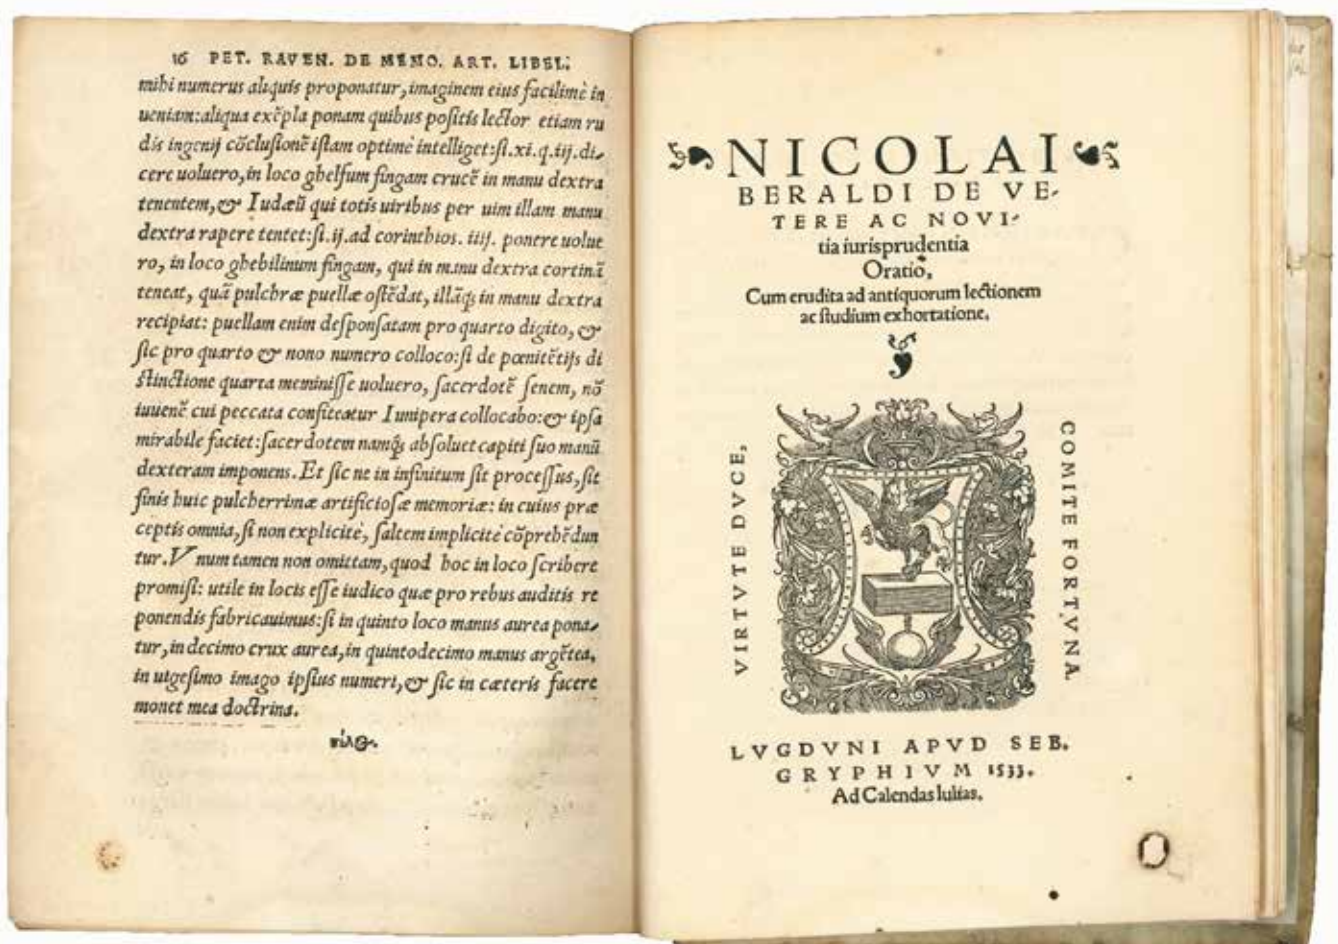 16 PET. RAVEN. DE MEMO. ART. LIBEL.
mihi numerus aliquis proponatur, imaginem eius facilimè in
ueniam: aliqua exẽpla ponam quibus positis lector etiam ru
dis ingenij cõclusionẽ istam optimè intelliget: si .xi. q. iij. di-
cere uoluero, in loco ghelfum fingam crucẽ in manu dextra
tenentem, & Iudæũ qui totis uiribus per uim illam manu
dextra rapere tentet: si .ij. ad corinthios. iiij. ponere uolue
ro, in loco ghebilinum fingam, qui in manu dextra cortinã
teneat, quã pulchræ puellæ ostẽdat, illãq; in manu dextra
recipiat: puellam enim desponsatam pro quarto digito, &
sic pro quarto & nono numero colloco: si de pœnitẽtijs di
stinctione quarta meminisse uoluero, sacerdotẽ senem, nõ
iuuenẽ cui peccata confiteatur Iunipera collocabo: & ipsa
mirabile faciet: sacerdotem namq; absoluet capiti suo manũ
dexteram imponens. Et sic ne in infinitum sit processus, sit
finis huic pulcherrimæ artificiosæ memoriæ: in cuius præ
ceptis omnia, si non explicitè, saltem implicitè cõprehẽdun
tur. Vnum tamen non omittam, quod hoc in loco scribere
promisi: utile in locis esse iudico quæ pro rebus auditis re
ponendis fabricauimus: si in quinto loco manus aurea pona-
tur, in decimo crux aurea, in quintodecimo manus argẽtea,
in uigesimo imago ipsius numeri, & sic in cæteris facere
monet mea doctrina.
NICOLAI
BERALDI DE VE-
TERE AC NOVI-
tia iurisprudentia
Oratio,
Cum erudita ad antiquorum lectionem
ac studium exhortatione.
VIRTVTE DVCE,
COMITE FORTVNA.
LVGDVNI APVD SEB.
GRYPHIVM 1533.
Ad Calendas Iulias.